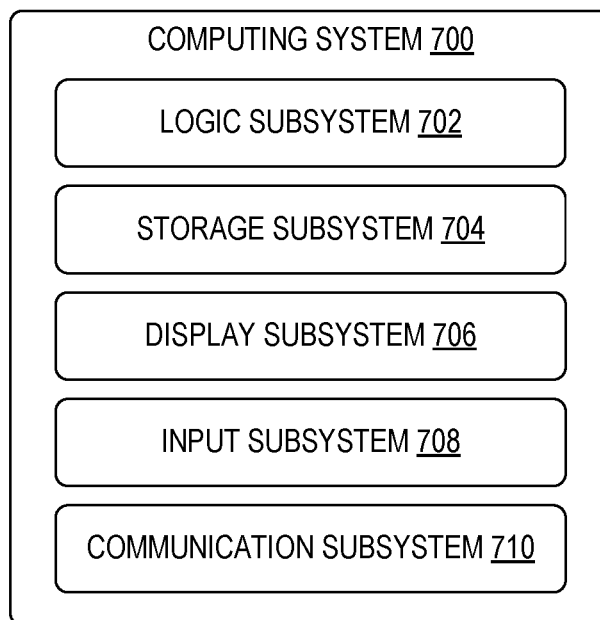 COMPUTING SYSTEM 700
LOGIC SUBSYSTEM 702
STORAGE SUBSYSTEM 704
DISPLAY SUBSYSTEM 706
INPUT SUBSYSTEM 708
COMMUNICATION SUBSYSTEM 710